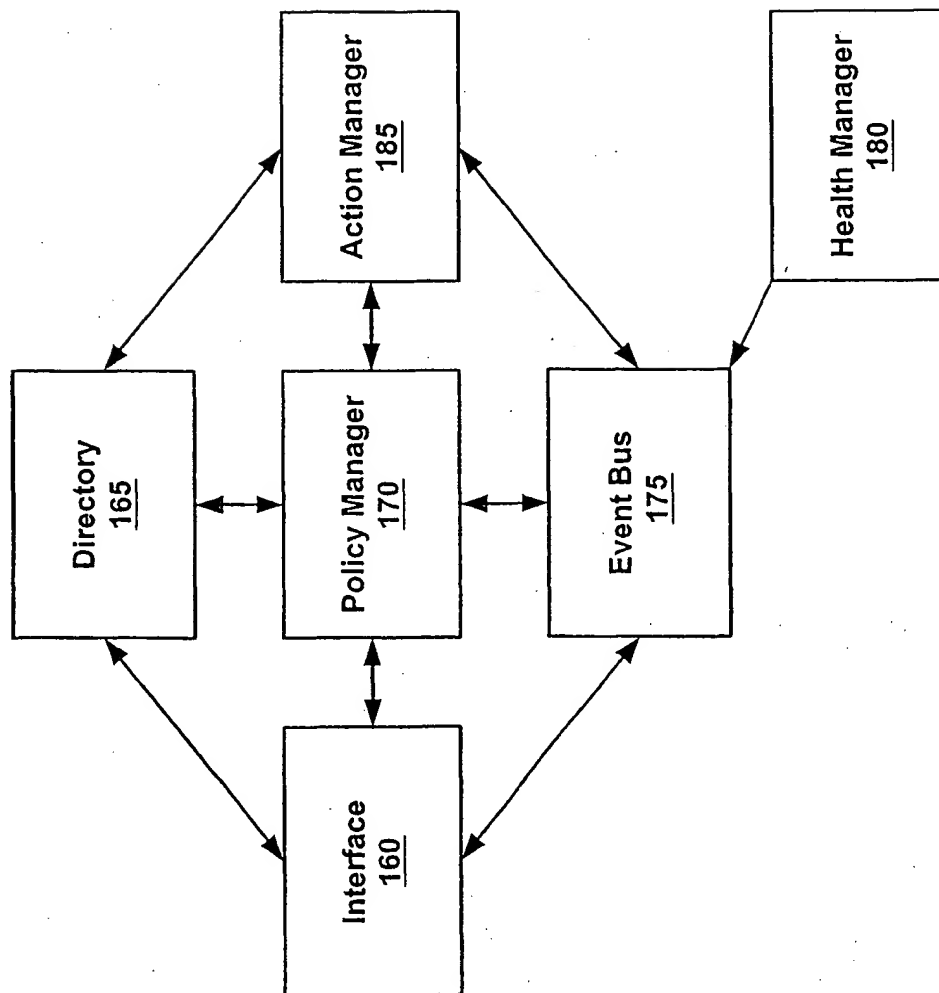 Directory
165
Action Manager
185
Policy Manager
170
Interface
160
Event Bus
175
Health Manager
180